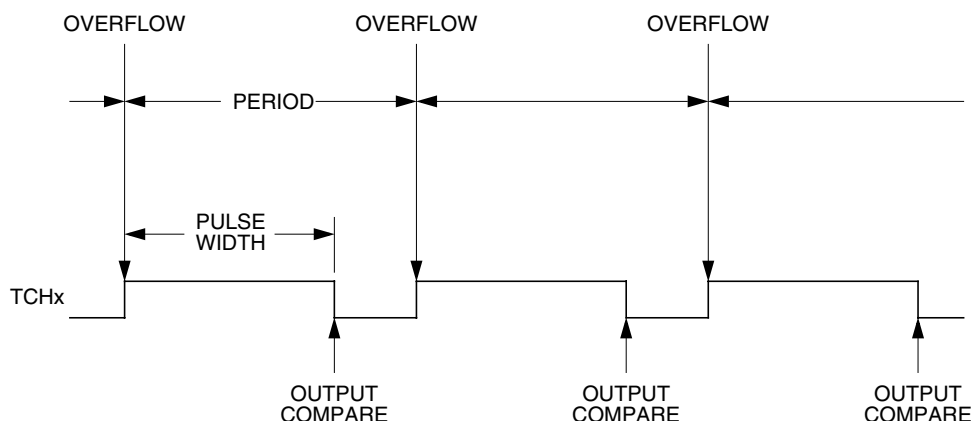 OVERFLOW OVERFLOW OVERFLOW
PERIOD
PULSE
WIDTH
TCHx
OUTPUT
COMPARE
OUTPUT
COMPARE
OUTPUT
COMPARE